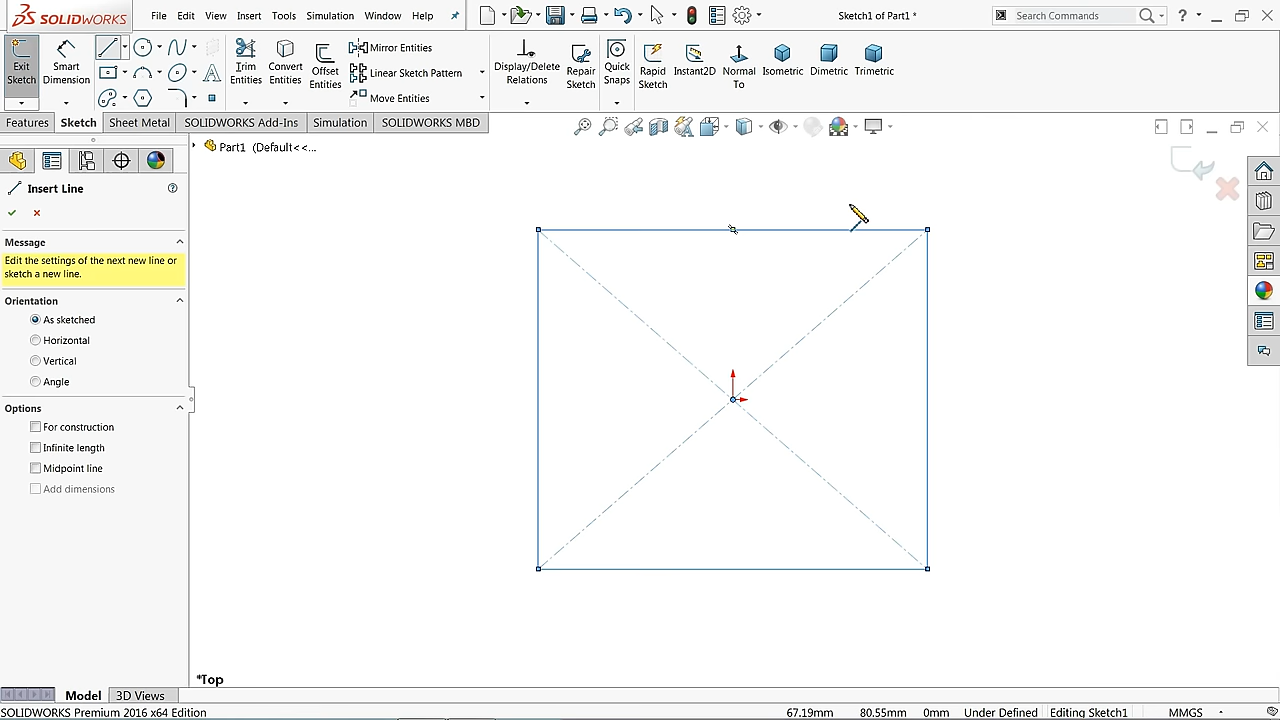 SOLIDWORKS
File Edit View Insert Tools Simulation Window Help
Sketch1 of Part1 *
Search Commands
?
Exit Sketch
Smart Dimension
Trim Entities
Convert Entities
Offset Entities
Mirror Entities
Linear Sketch Pattern
Move Entities
Display/Delete Relations
Repair Sketch
Quick Snaps
Rapid Sketch
Instant2D
Normal To
Isometric
Dimetric
Trimetric
Features Sketch Sheet Metal SOLIDWORKS Add-Ins Simulation SOLIDWORKS MBD
Part1 (Default<<...
Insert Line
Message
Edit the settings of the next new line or
sketch a new line.
Orientation
As sketched
Horizontal
Vertical
Angle
Options
For construction
Infinite length
Midpoint line
Add dimensions
*Top
Model 3D Views
SOLIDWORKS Premium 2016 x64 Edition
67.19mm 80.55mm 0mm Under Defined Editing Sketch1 MMGS